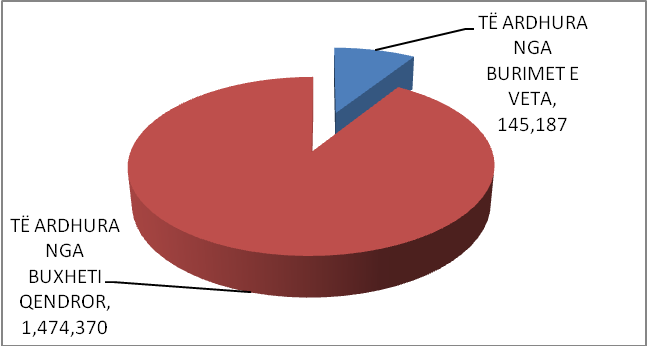 TË ARDHURA
NGA
BURIMET E
VETA,
145,187
TË ARDHURA
NGA
BUXHETI
QENDROR,
1,474,370